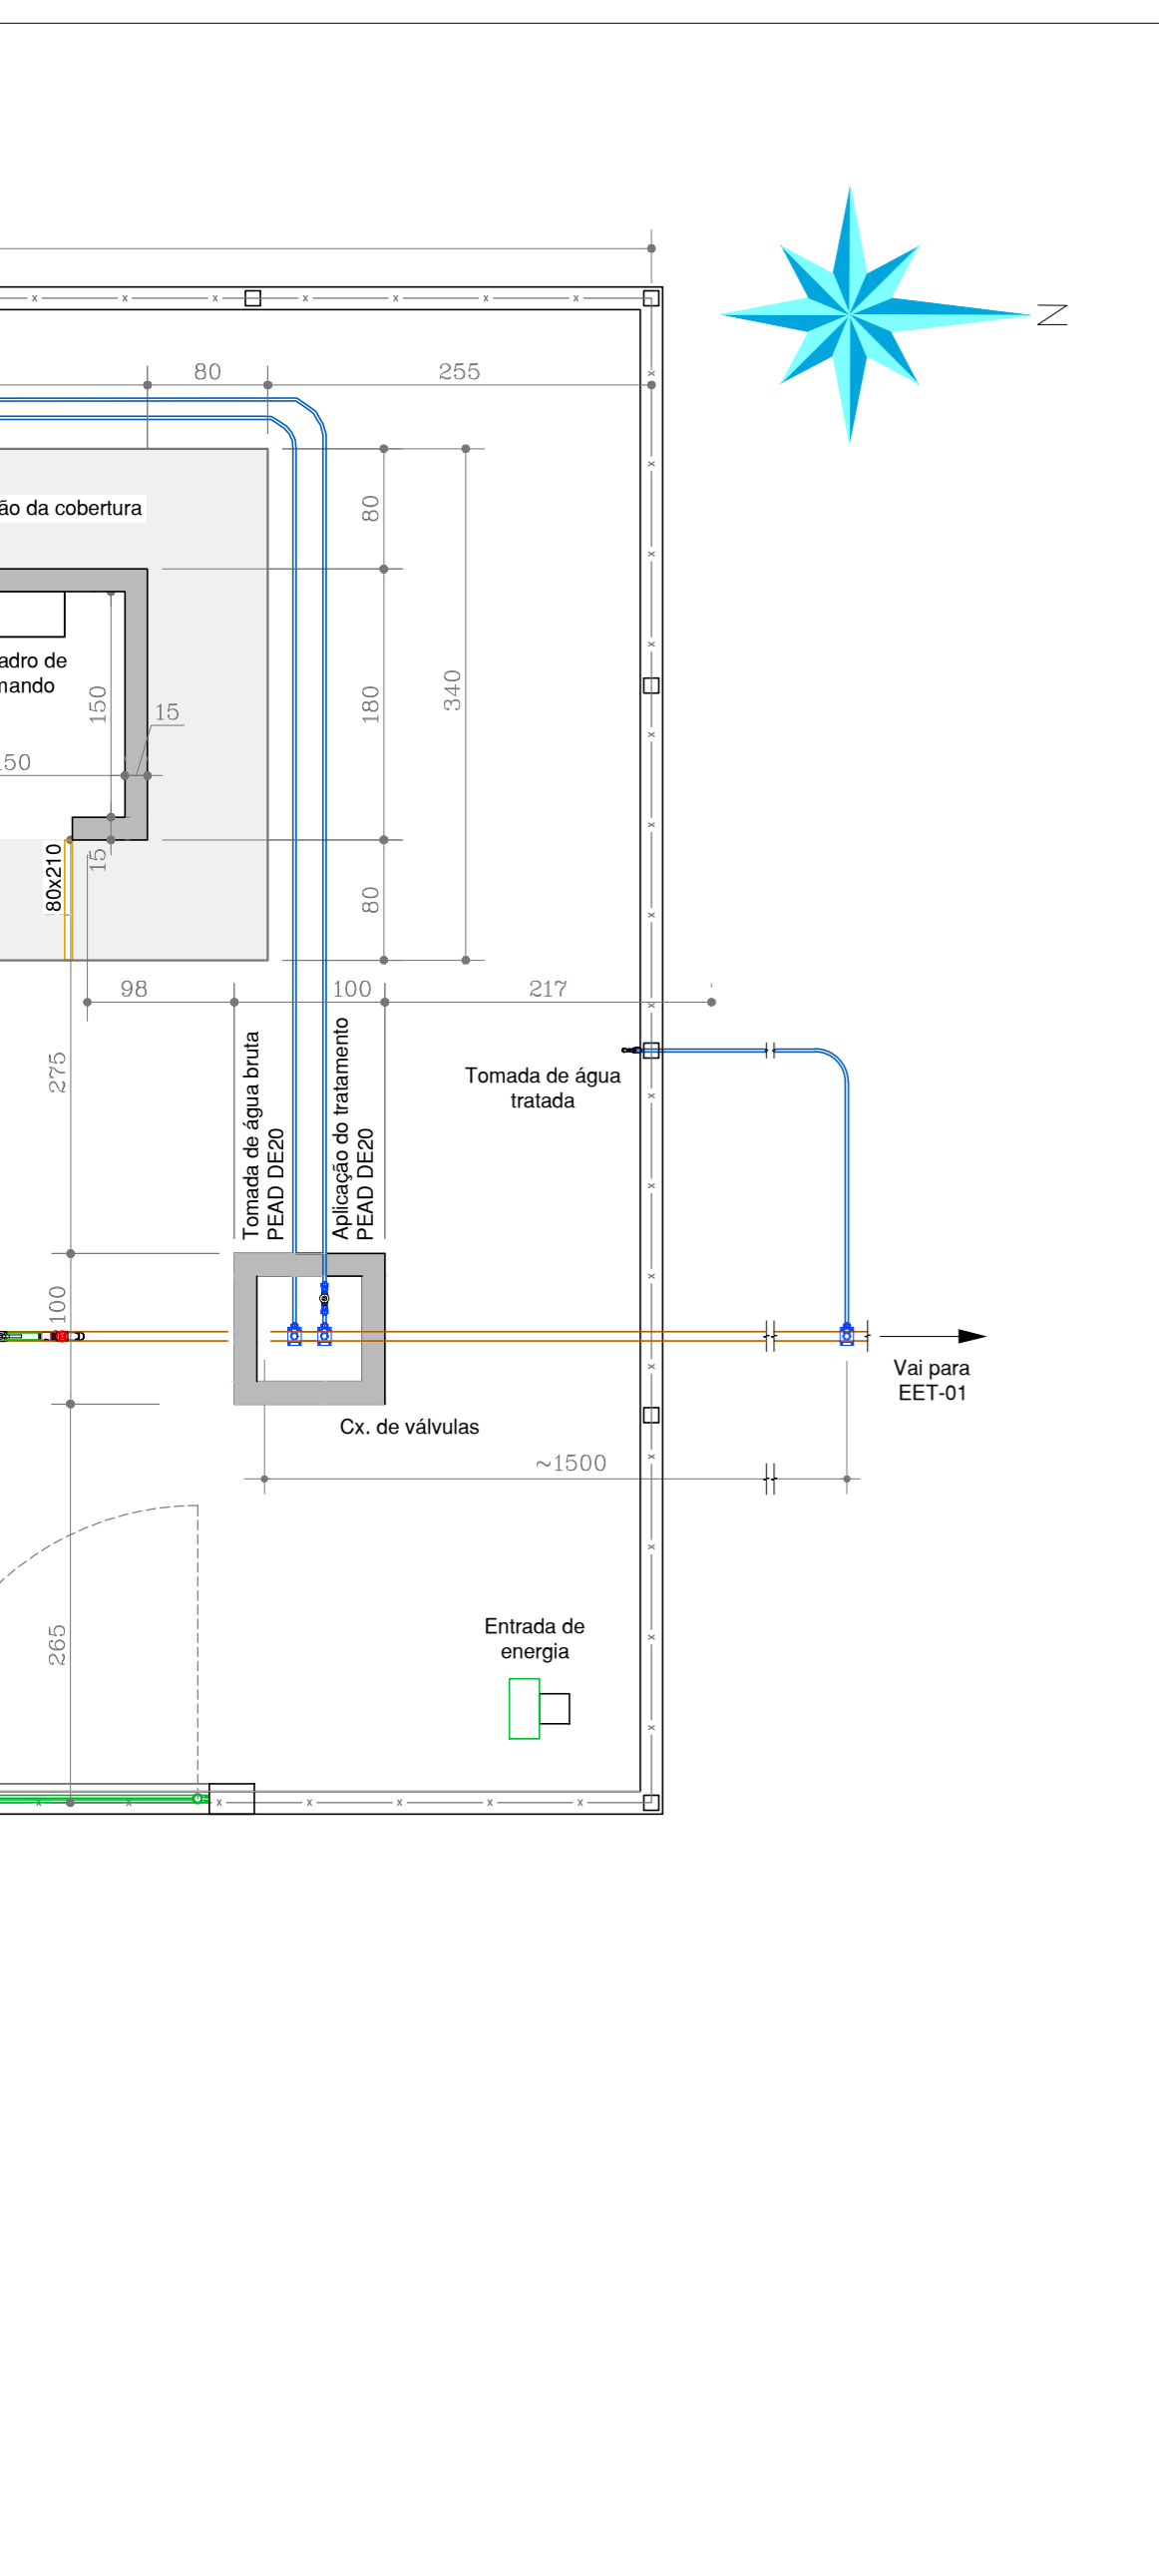 N
80
255
ão da cobertura
80
adro de
mando
150
15
180
340
50
80x210
15
80
98
100
217
275
Tomada de água bruta
PEAD DE20
Aplicação do tratamento
PEAD DE20
Tomada de água
tratada
100
Vai para
EET-01
Cx. de válvulas
~1500
265
Entrada de
energia